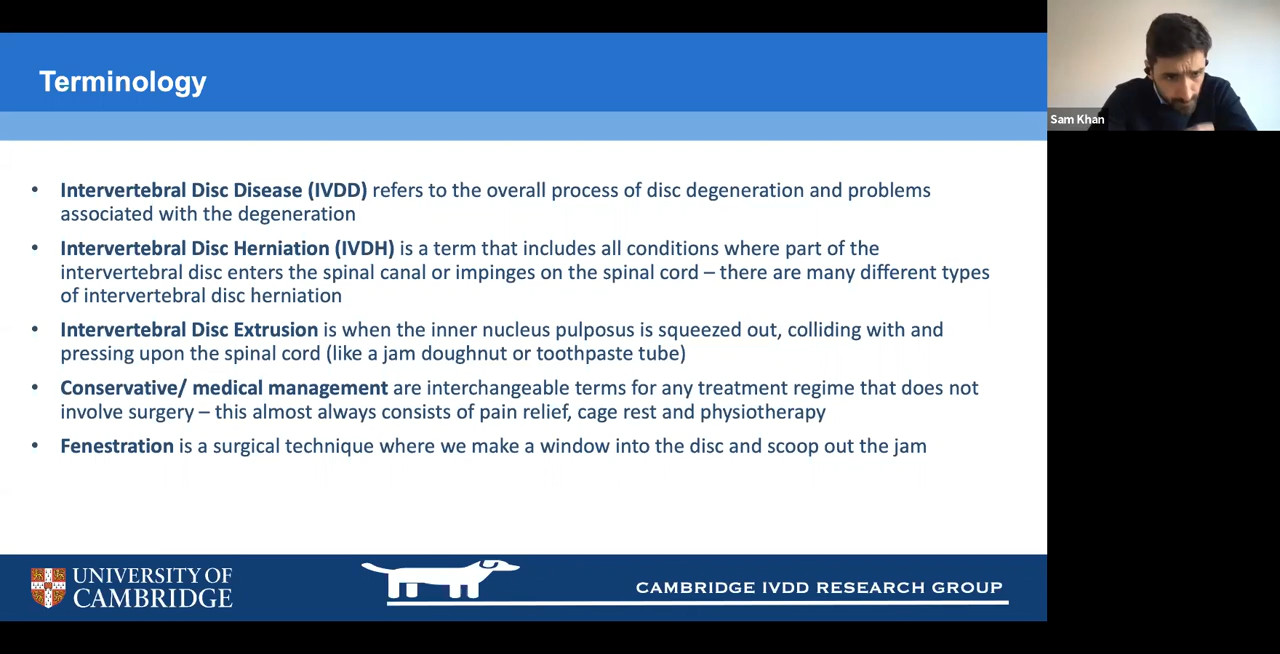 Terminology
Sam Khan
• Intervertebral Disc Disease (IVDD) refers to the overall process of disc degeneration and problems
associated with the degeneration
• Intervertebral Disc Herniation (IVDH) is a term that includes all conditions where part of the
intervertebral disc enters the spinal canal or impinges on the spinal cord – there are many different types
of intervertebral disc herniation
• Intervertebral Disc Extrusion is when the inner nucleus pulposus is squeezed out, colliding with and
pressing upon the spinal cord (like a jam doughnut or toothpaste tube)
• Conservative/ medical management are interchangeable terms for any treatment regime that does not
involve surgery – this almost always consists of pain relief, cage rest and physiotherapy
• Fenestration is a surgical technique where we make a window into the disc and scoop out the jam
UNIVERSITY OF
CAMBRIDGE
CAMBRIDGE IVDD RESEARCH GROUP